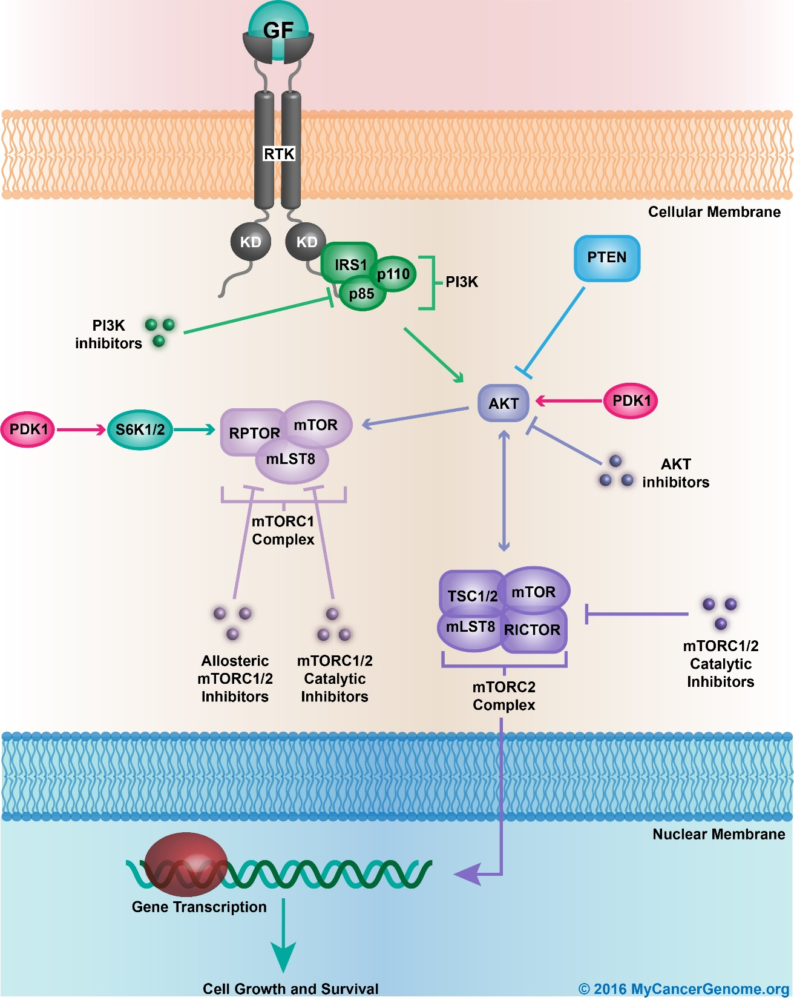 GF
RTK
Cellular Membrane
KD
KD
IRS1
p110
p85
PI3K
PTEN
PI3K
inhibitors
AKT
PDK1
PDK1
S6K1/2
RPTOR
mTOR
mLST8
AKT
inhibitors
mTORC1
Complex
TSC1/2
mTOR
mLST8
RICTOR
Allosteric
mTORC1/2
Inhibitors
mTORC1/2
Catalytic
Inhibitors
mTORC1/2
Catalytic
Inhibitors
mTORC2
Complex
Nuclear Membrane
Gene Transcription
Cell Growth and Survival
© 2016 MyCancerGenome.org